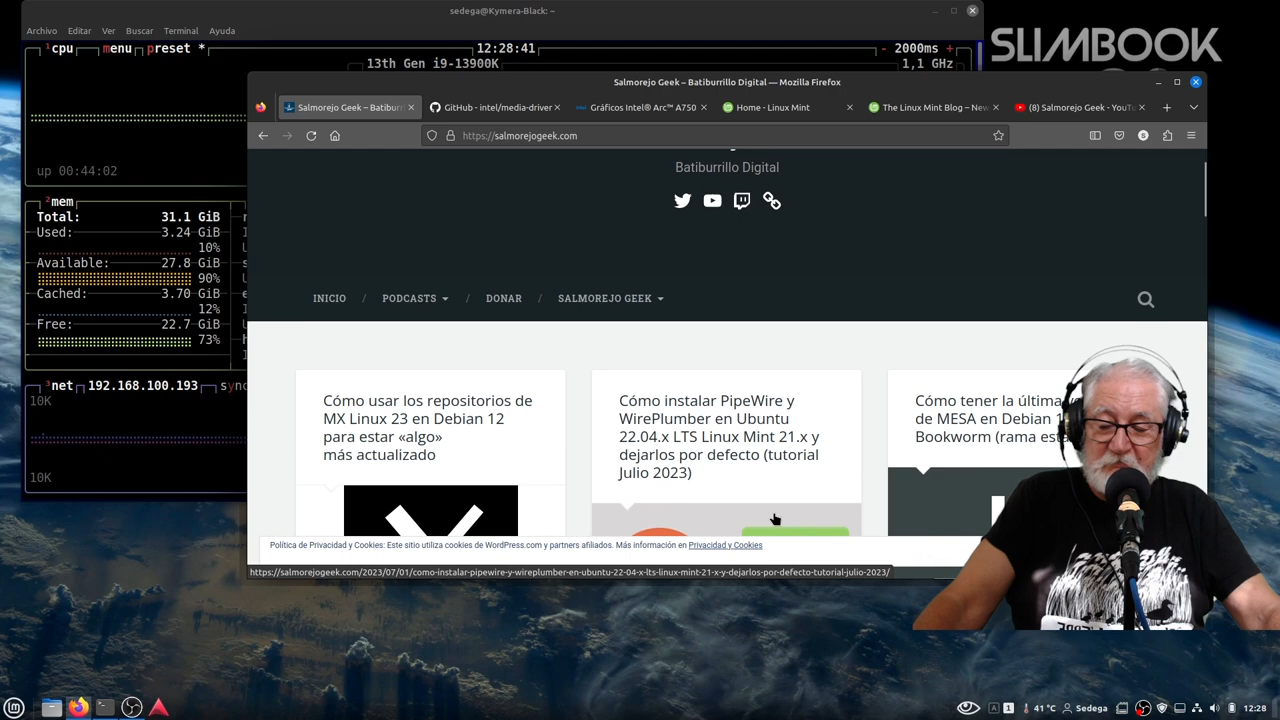 sedega@Kymera-Black: ~
Archivo Editar Ver Buscar Terminal Ayuda
SLIMBOOK
¹cpu menu preset * 12:28:41 - 2000ms +
13th Gen i9-13900K 1,1 GHz
up 00:44:02
²mem
Total: 31.1 GiB
Used: 3.24 GiB
10%
Available: 27.8 GiB
90%
Cached: 3.70 GiB
12%
Free: 22.7 GiB
73%
³net 192.168.100.193 sync
10K
10K
Salmorejo Geek – Batiburrillo Digital — Mozilla Firefox
Salmorejo Geek – Batiburr
GitHub - intel/media-driver
Gráficos Intel® Arc™ A750
Home - Linux Mint
The Linux Mint Blog – New
(8) Salmorejo Geek - YouTu
https://salmorejogeek.com
Batiburrillo Digital
INICIO / PODCASTS / DONAR / SALMOREJO GEEK
Cómo usar los repositorios de
MX Linux 23 en Debian 12
para estar «algo»
más actualizado
Cómo instalar PipeWire y
WirePlumber en Ubuntu
22.04.x LTS Linux Mint 21.x y
dejarlos por defecto (tutorial
Julio 2023)
Cómo tener la última
de MESA en Debian 1
Bookworm (rama esta
Política de Privacidad y Cookies: Este sitio utiliza cookies de WordPress.com y partners afiliados. Más información en Privacidad y Cookies
https://salmorejogeek.com/2023/07/01/como-instalar-pipewire-y-wireplumber-en-ubuntu-22-04-x-lts-linux-mint-21-x-y-dejarlos-por-defecto-tutorial-julio-2023/
A 1 41 °C Sedega 12:28